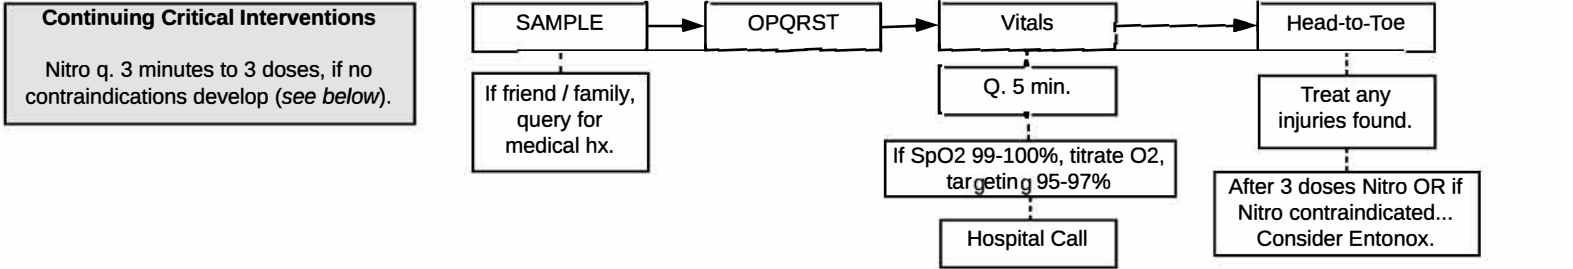 Continuing Critical Interventions
Nitro q. 3 minutes to 3 doses, if no
contraindications develop (see below).
SAMPLE
If friend / family,
query for
medical hx.
OPQRST
Vitals
Q. 5 min.
If SpO2 99-100%, titrate O2,
targeting 95-97%
Hospital Call
Head-to-Toe
Treat any
injuries found.
After 3 doses Nitro OR if
Nitro contraindicated...
Consider Entonox.